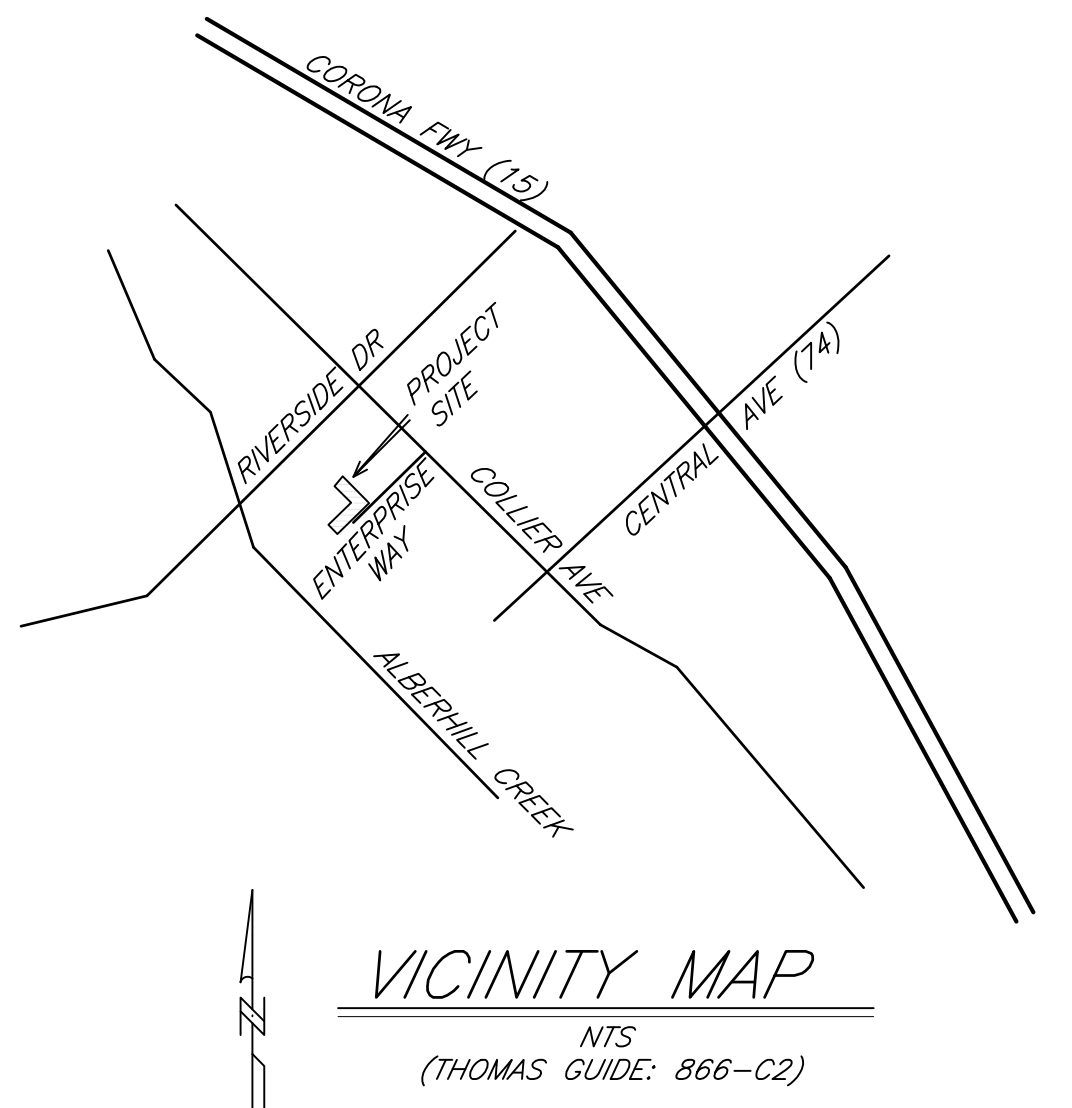 CORONA FWY (15)
RIVERSIDE DR
PROJECT
SITE
AVE (74)
CENTRAL
COLLIER AVE
ENTERPRISE
WAY
ALBERHILL CREEK
N
VICINITY MAP
NTS
(THOMAS GUIDE: 866-C2)